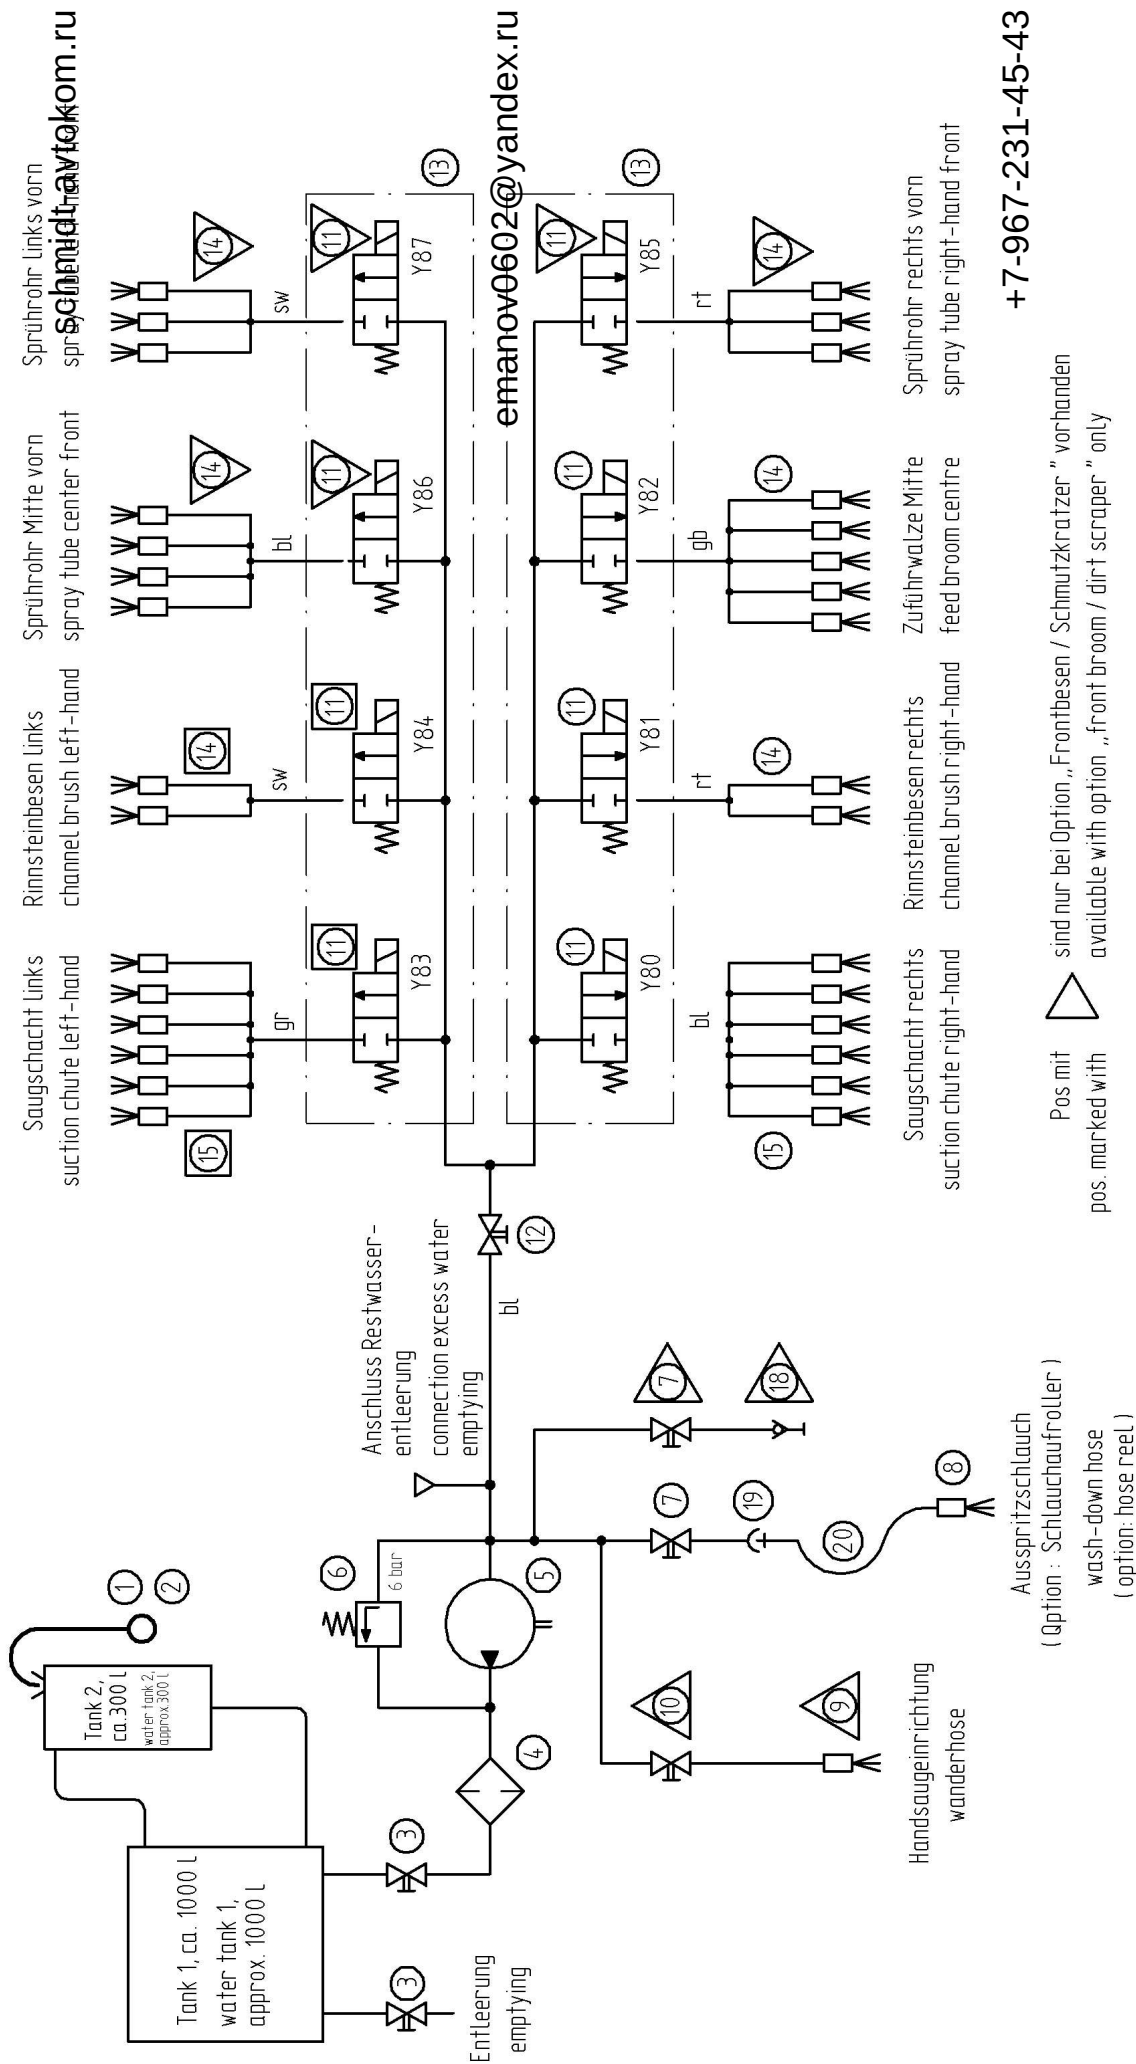 schmidt-avtokom.ru
emanov0602@yandex.ru
+7-967-231-45-43
Tank 1, ca. 1000 l
water tank 1,
approx. 1000 l
Tank 2,
ca.300 l
water tank 2,
approx.300 l
1
2
3
Entleerung
emptying
3
4
5
6
6 bar
Anschluss Restwasser-
entleerung
connection excess water
emptying
bl
12
7
18
7
19
20
8
10
9
Handsaugeinrichtung
wanderhose
Ausspritzschlauch
( Option : Schlauchaufroller )
wash-down hose
( option: hose reel )
Saugschacht links
suction chute left-hand
15
gr
11
Y83
Rinnsteinbesen links
channel brush left-hand
14
sw
11
Y84
Sprührohr Mitte vorn
spray tube center front
14
bl
11
Y86
Sprührohr links vorn
spray tube left-hand front
14
sw
11
Y87
13
11
Y80
bl
15
Saugschacht rechts
suction chute right-hand
11
Y81
rt
14
Rinnsteinbesen rechts
channel brush right-hand
11
Y82
gb
14
Zuführwalze Mitte
feed broom centre
11
Y85
rt
14
Sprührohr rechts vorn
spray tube right-hand front
13
Pos mit sind nur bei Option „Frontbesen / Schmutzkratzer" vorhanden
pos. marked with available with option „front broom / dirt scraper" only